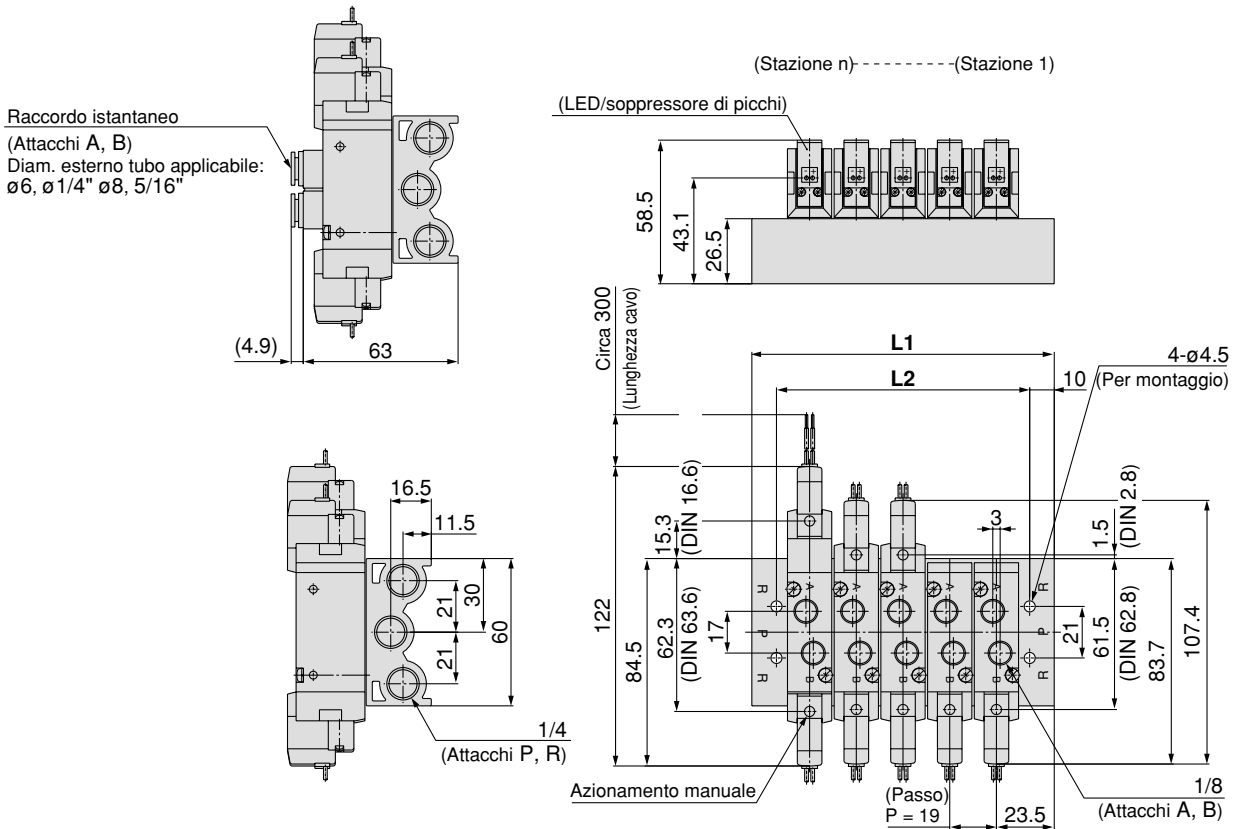 (Stazione n)----------(Stazione 1)
(LED/soppressore di picchi)
58.5
43.1
26.5
Raccordo istantaneo
(Attacchi A, B)
Diam. esterno tubo applicabile:
ø6, ø1/4" ø8, 5/16"
(4.9)
63
Circa 300
(Lunghezza cavo)
L1
L2
10
4-ø4.5
(Per montaggio)
16.5
11.5
21
21
30
60
1/4
(Attacchi P, R)
122
84.5
15.3
(DIN 16.6)
62.3
(DIN 63.6)
17
3
1.5
(DIN 2.8)
21
61.5
(DIN 62.8)
83.7
107.4
R
P
R
A
A
A
A
A
B
B
B
B
B
R
P
R
Azionamento manuale
(Passo)
P = 19
23.5
1/8
(Attacchi A, B)